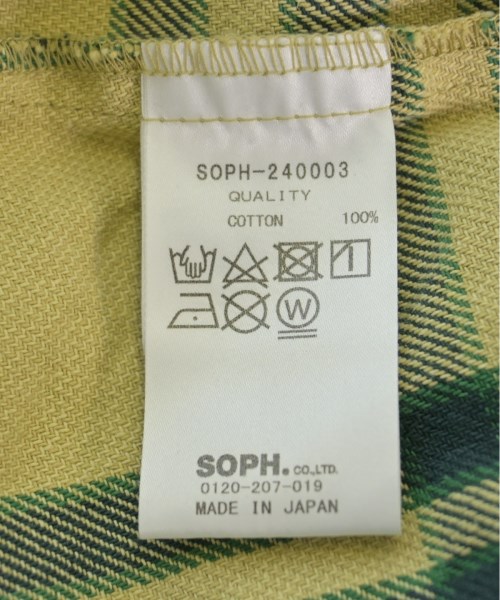 SOPH-240003
QUALITY
COTTON 100%
W
SOPH. CO.,LTD.
0120-207-019
MADE IN JAPAN